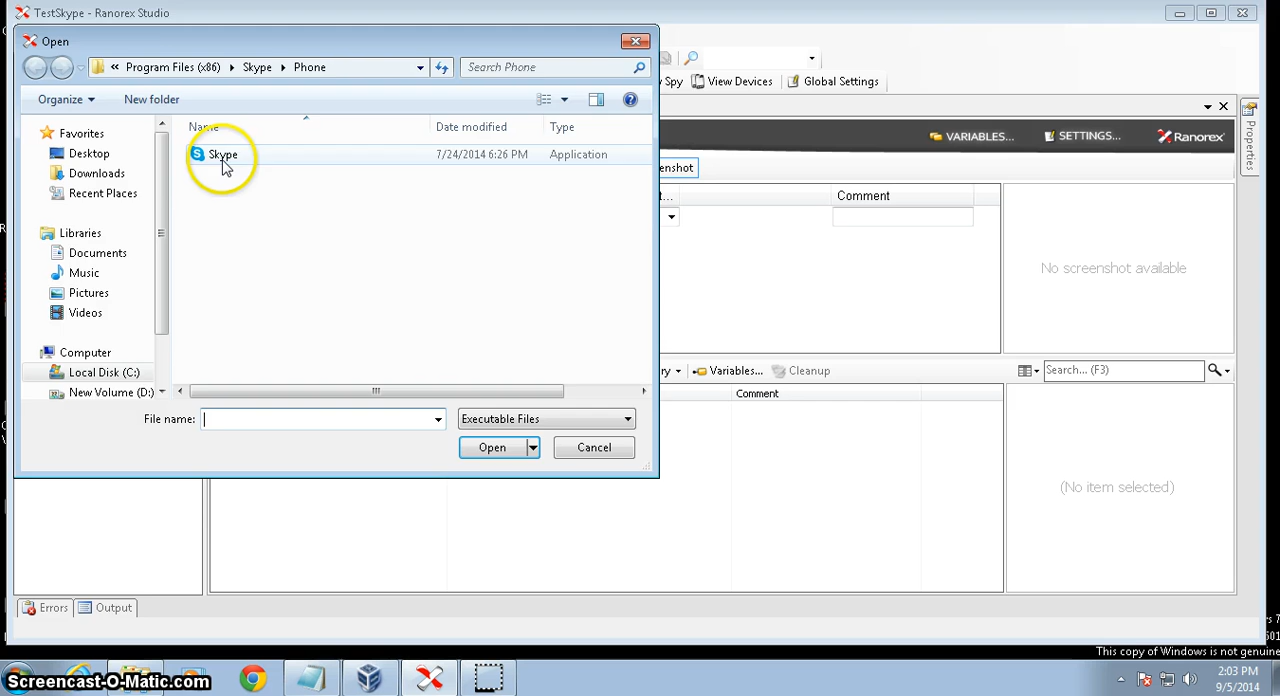 TestSkype - Ranorex Studio
Open
Program Files (x86) Skype Phone
Search Phone
Spy View Devices Global Settings
Organize New folder
Name Date modified Type
VARIABLES... SETTINGS... Ranorex
Properties
Favorites
Desktop
Downloads
Recent Places
Libraries
Documents
Music
Pictures
Videos
Computer
Local Disk (C:)
New Volume (D:)
Skype 7/24/2014 6:26 PM Application
Comment
No screenshot available
Variables... Cleanup
Search... (F3)
File name: Executable Files
Comment
Open Cancel
(No item selected)
Errors Output
This copy of Windows is not genuine
Screencast-O-Matic.com
2:03 PM
9/5/2014